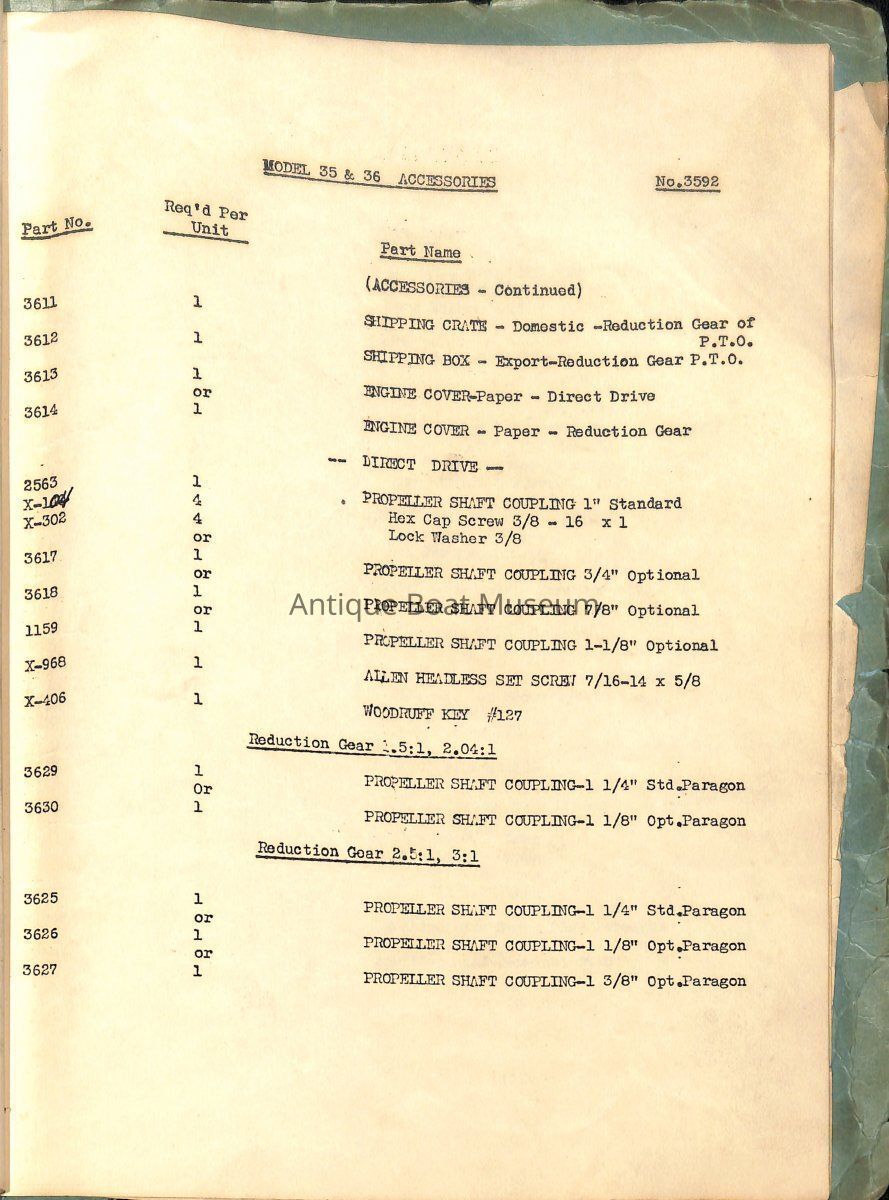 MODEL 35 & 36 ACCESSORIES No.3592
Part No. Req'd Per Unit Part Name
(ACCESSORIES - Continued)
3611 1 SHIPPING CRATE - Domestic -Reduction Gear of P.T.O.
3612 1 SHIPPING BOX - Export-Reduction Gear P.T.O.
3613 1 ENGINE COVER-Paper - Direct Drive
or
3614 1 ENGINE COVER - Paper - Reduction Gear
-- DIRECT DRIVE --
2563 1 PROPELLER SHAFT COUPLING 1" Standard
X-104 4 Hex Cap Screw 3/8 - 16 x 1
X-302 4 Lock Washer 3/8
or
3617 1 PROPELLER SHAFT COUPLING 3/4" Optional
or
3618 1 PROPELLER SHAFT COUPLING 7/8" Optional
or
1159 1 PROPELLER SHAFT COUPLING 1-1/8" Optional
X-968 1 ALLEN HEADLESS SET SCREW 7/16-14 x 5/8
X-406 1 WOODRUFF KEY #127
Antique Boat Museum
Reduction Gear 1.5:1, 2.04:1
3629 1 PROPELLER SHAFT COUPLING-1 1/4" Std.Paragon
Or
3630 1 PROPELLER SHAFT COUPLING-1 1/8" Opt.Paragon
Reduction Gear 2.5:1, 3:1
3625 1 PROPELLER SHAFT COUPLING-1 1/4" Std.Paragon
or
3626 1 PROPELLER SHAFT COUPLING-1 1/8" Opt.Paragon
or
3627 1 PROPELLER SHAFT COUPLING-1 3/8" Opt.Paragon